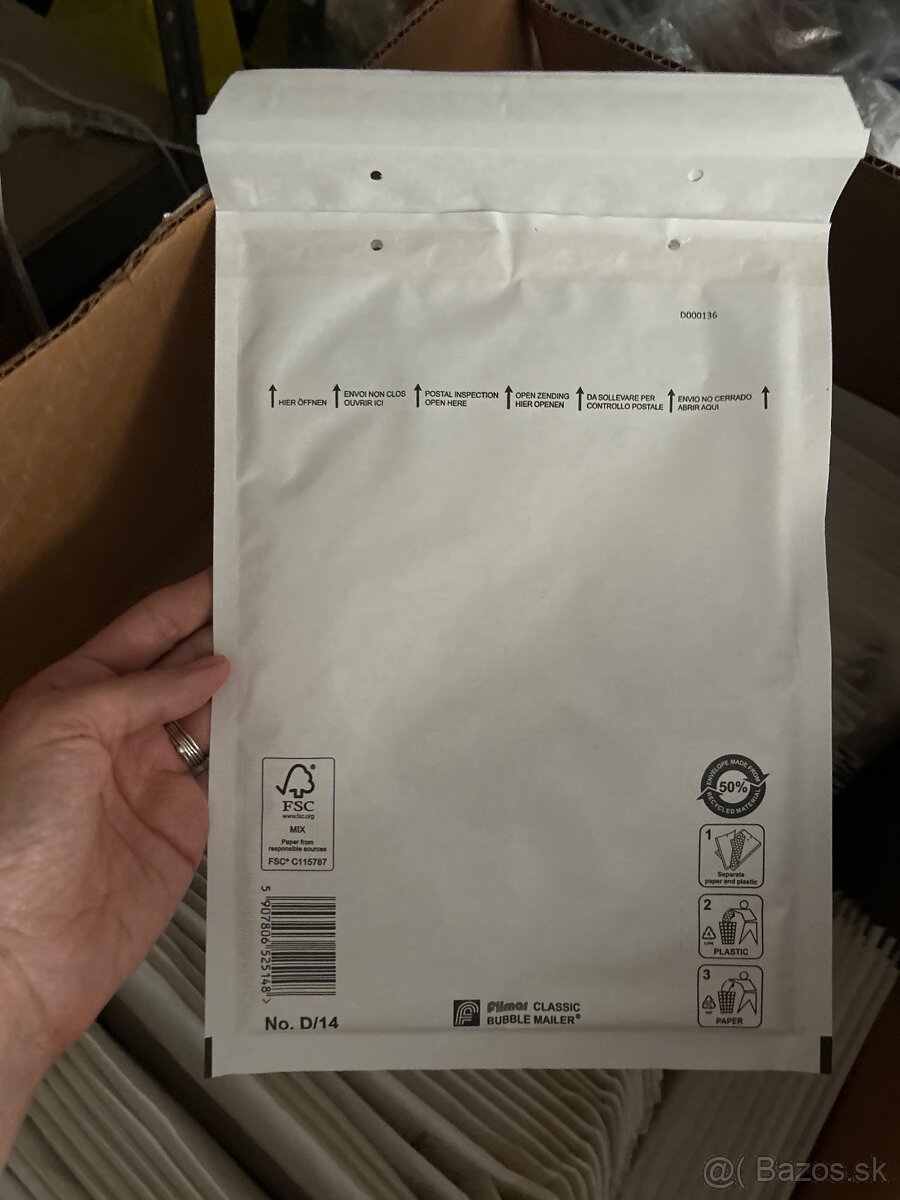 D000136
HIER ÖFFNEN
ENVOI NON CLOS
OUVRIR ICI
POSTAL INSPECTION
OPEN HERE
OPEN ZENDING
HIER OPENEN
DA SOLLEVARE PER
CONTROLLO POSTALE
ENVIO NO CERRADO
ABRIR AQUI
FSC®
www.fsc.org
MIX
Paper from
responsible sources
FSC® C115787
5 907806 525148 >
No. D/14
Filmar CLASSIC
BUBBLE MAILER®
ENVELOPE MADE FROM
50%
RECYCLED MATERIAL
1
Separate
paper and plastic
2
PLASTIC
3
PAPER
@( Bazos.sk